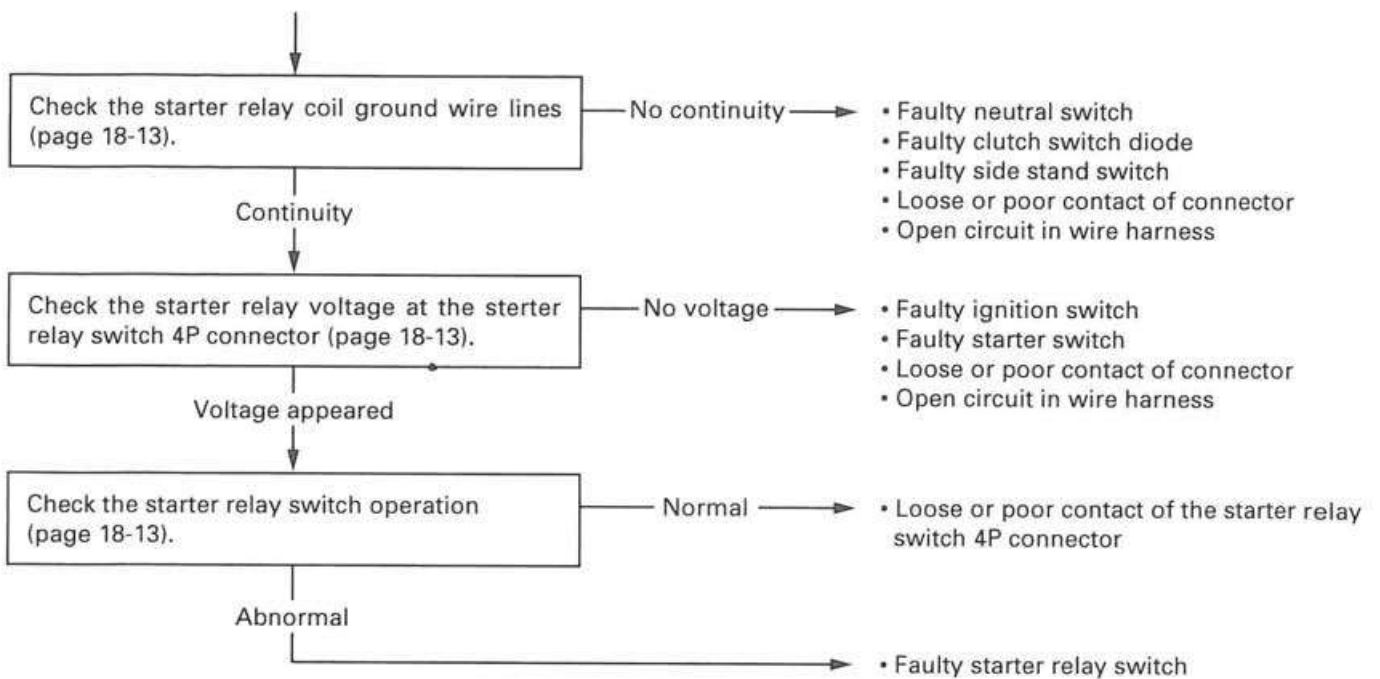 Check the starter relay coil ground wire lines
(page 18-13).
No continuity
• Faulty neutral switch
• Faulty clutch switch diode
• Faulty side stand switch
• Loose or poor contact of connector
• Open circuit in wire harness
Continuity
Check the starter relay voltage at the sterter
relay switch 4P connector (page 18-13).
No voltage
• Faulty ignition switch
• Faulty starter switch
• Loose or poor contact of connector
• Open circuit in wire harness
Voltage appeared
Check the starter relay switch operation
(page 18-13).
Normal
• Loose or poor contact of the starter relay
switch 4P connector
Abnormal
• Faulty starter relay switch